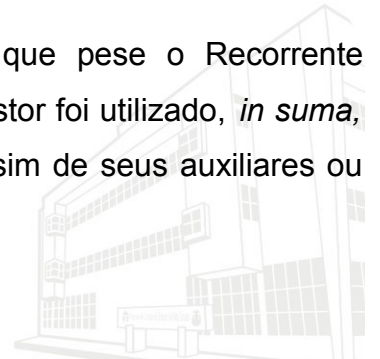 que pese o Recorrente
stor foi utilizado, in suma,
sim de seus auxiliares ou